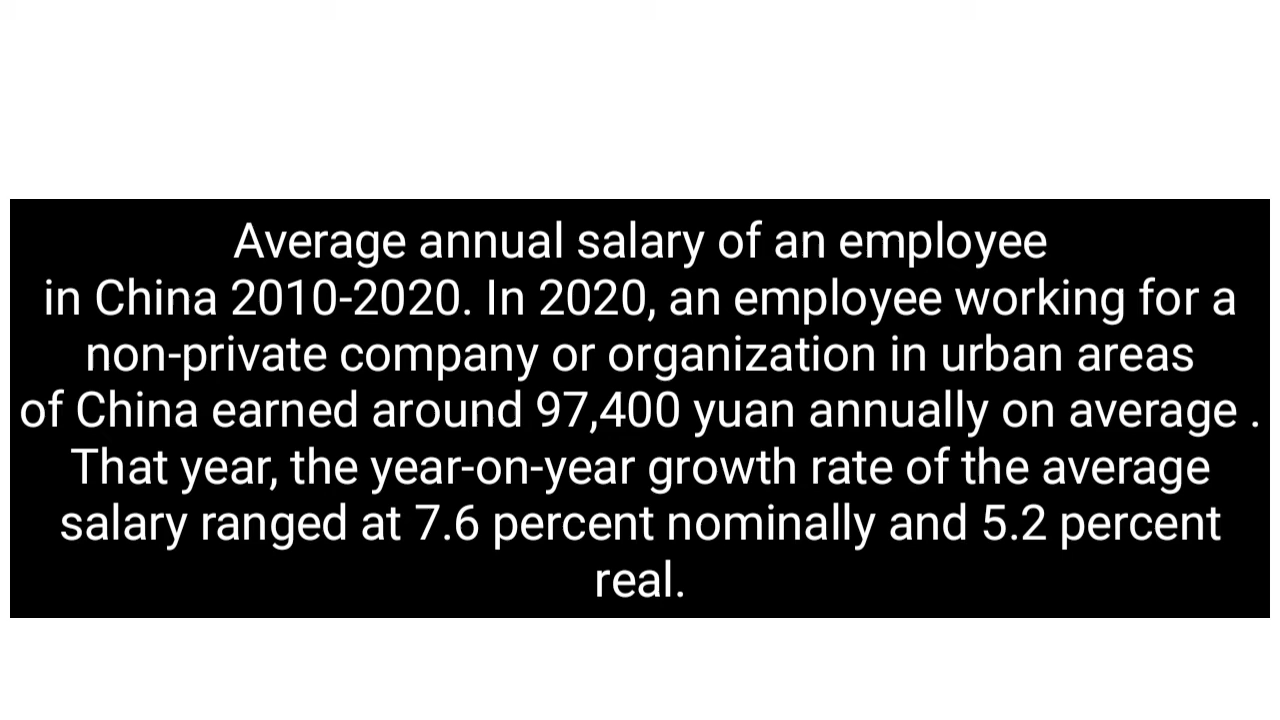 Average annual salary of an employee
in China 2010-2020. In 2020, an employee working for a
non-private company or organization in urban areas
of China earned around 97,400 yuan annually on average .
That year, the year-on-year growth rate of the average
salary ranged at 7.6 percent nominally and 5.2 percent
real.